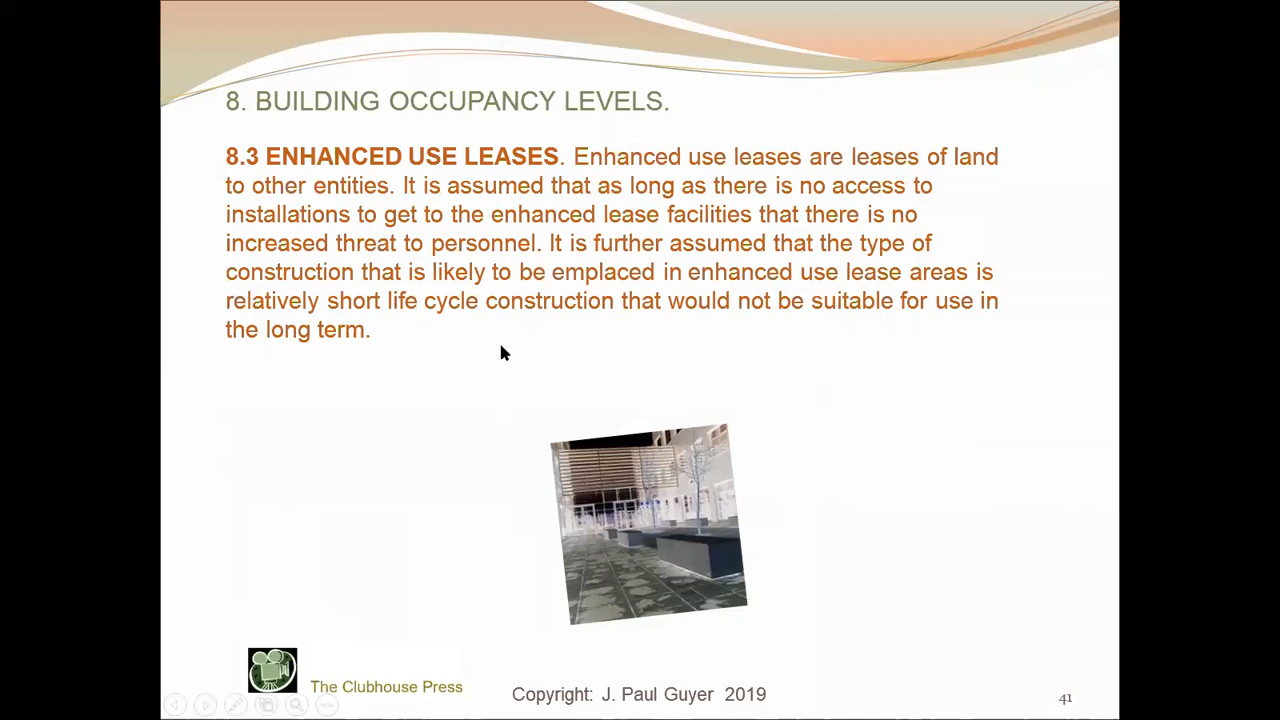 8. BUILDING OCCUPANCY LEVELS.
8.3 ENHANCED USE LEASES. Enhanced use leases are leases of land
to other entities. It is assumed that as long as there is no access to
installations to get to the enhanced lease facilities that there is no
increased threat to personnel. It is further assumed that the type of
construction that is likely to be emplaced in enhanced use lease areas is
relatively short life cycle construction that would not be suitable for use in
the long term.
The Clubhouse Press
Copyright: J. Paul Guyer 2019
41